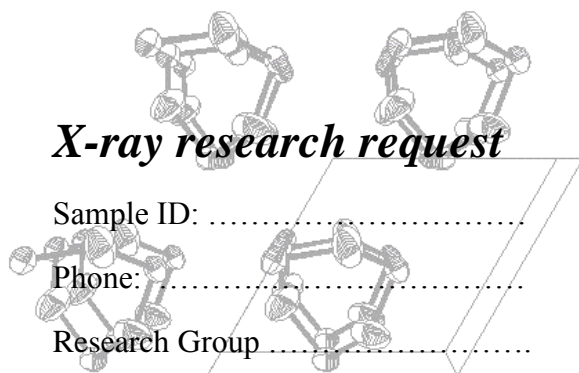 X-ray research request
Sample ID: ................................
Phone: .....................................
Research Group ...........................